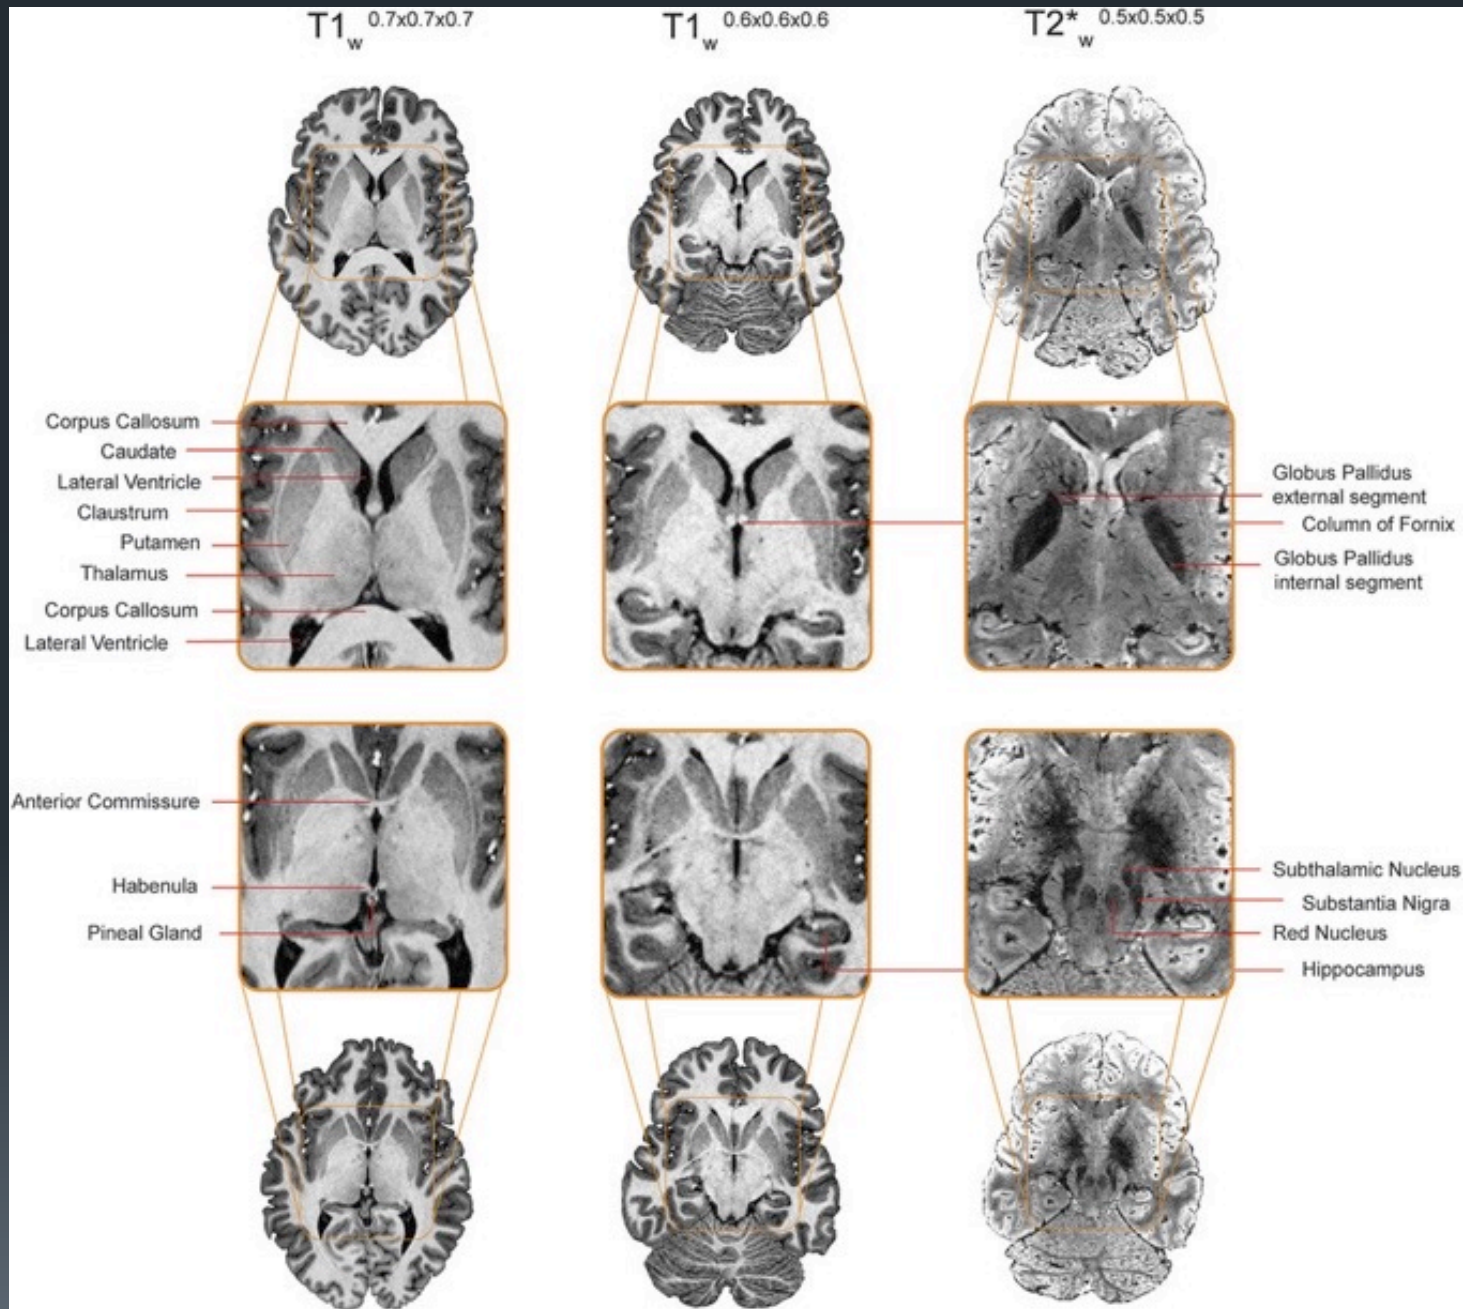 T1w 0.7x0.7x0.7
T1w 0.6x0.6x0.6
T2*w 0.5x0.5x0.5
Corpus Callosum
Caudate
Lateral Ventricle
Claustrum
Putamen
Thalamus
Corpus Callosum
Lateral Ventricle
Globus Pallidus
external segment
Column of Fornix
Globus Pallidus
internal segment
Anterior Commissure
Habenula
Pineal Gland
Subthalamic Nucleus
Substantia Nigra
Red Nucleus
Hippocampus